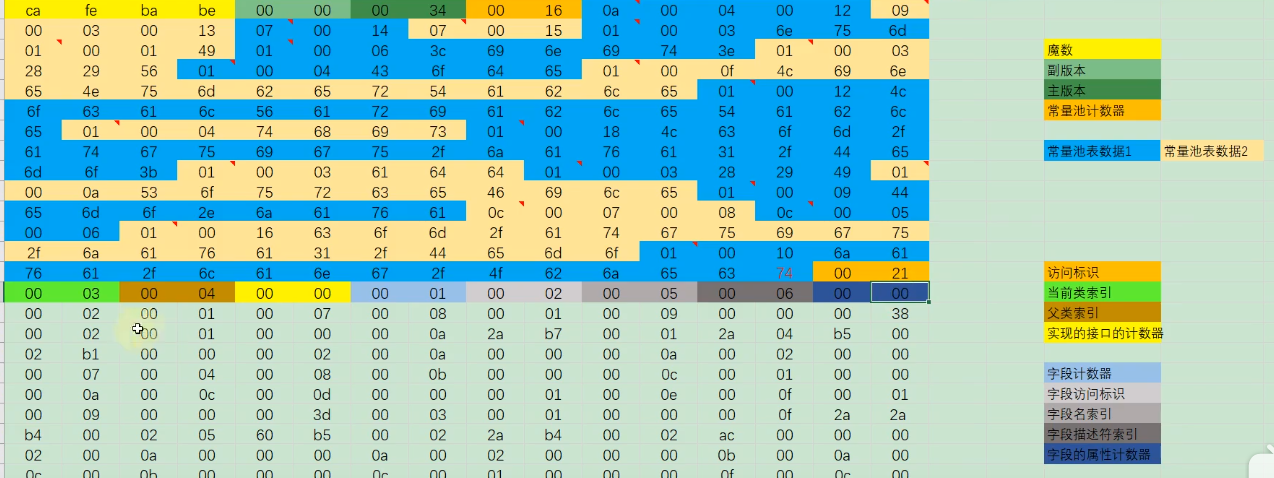 ca fe ba be 00 00 00 34 00 16 0a 00 04 00 12 09
00 03 00 13 07 00 14 07 00 15 01 00 03 6e 75 6d
01 00 01 49 01 00 06 3c 69 6e 69 74 3e 01 00 03 魔数
28 29 56 01 00 04 43 6f 64 65 01 00 0f 4c 69 6e 副版本
65 4e 75 6d 62 65 72 54 61 62 6c 65 01 00 12 4c 主版本
6f 63 61 6c 56 61 72 69 61 62 6c 65 54 61 62 6c 常量池计数器
65 01 00 04 74 68 69 73 01 00 18 4c 63 6f 6d 2f
61 74 67 75 69 67 75 2f 6a 61 76 61 31 2f 44 65 常量池表数据1 常量池表数据2
6d 6f 3b 01 00 03 61 64 64 01 00 03 28 29 49 01
00 0a 53 6f 75 72 63 65 46 69 6c 65 01 00 09 44
65 6d 6f 2e 6a 61 76 61 0c 00 07 00 08 0c 00 05
00 06 01 00 16 63 6f 6d 2f 61 74 67 75 69 67 75
2f 6a 61 76 61 31 2f 44 65 6d 6f 01 00 10 6a 61
76 61 2f 6c 61 6e 67 2f 4f 62 6a 65 63 74 00 21 访问标识
00 03 00 04 00 00 00 01 00 02 00 05 00 06 00 00 当前类索引
00 02 00 01 00 07 00 08 00 01 00 09 00 00 00 38 父类索引
00 02 00 01 00 00 00 0a 2a b7 00 01 2a 04 b5 00 实现的接口的计数器
02 b1 00 00 00 02 00 0a 00 00 00 0a 00 02 00 00
00 07 00 04 00 08 00 0b 00 00 00 0c 00 01 00 00 字段计数器
00 0a 00 0c 00 0d 00 00 00 01 00 0e 00 0f 00 01 字段访问标识
00 09 00 00 00 3d 00 03 00 01 00 00 00 0f 2a 2a 字段名索引
b4 00 02 05 60 b5 00 02 2a b4 00 02 ac 00 00 00 字段描述符索引
02 00 0a 00 00 00 0a 00 02 00 00 00 0b 00 0a 00 字段的属性计数器
0c 00 0b 00 00 00 0c 01 00 00 00 0f 00 0c 00